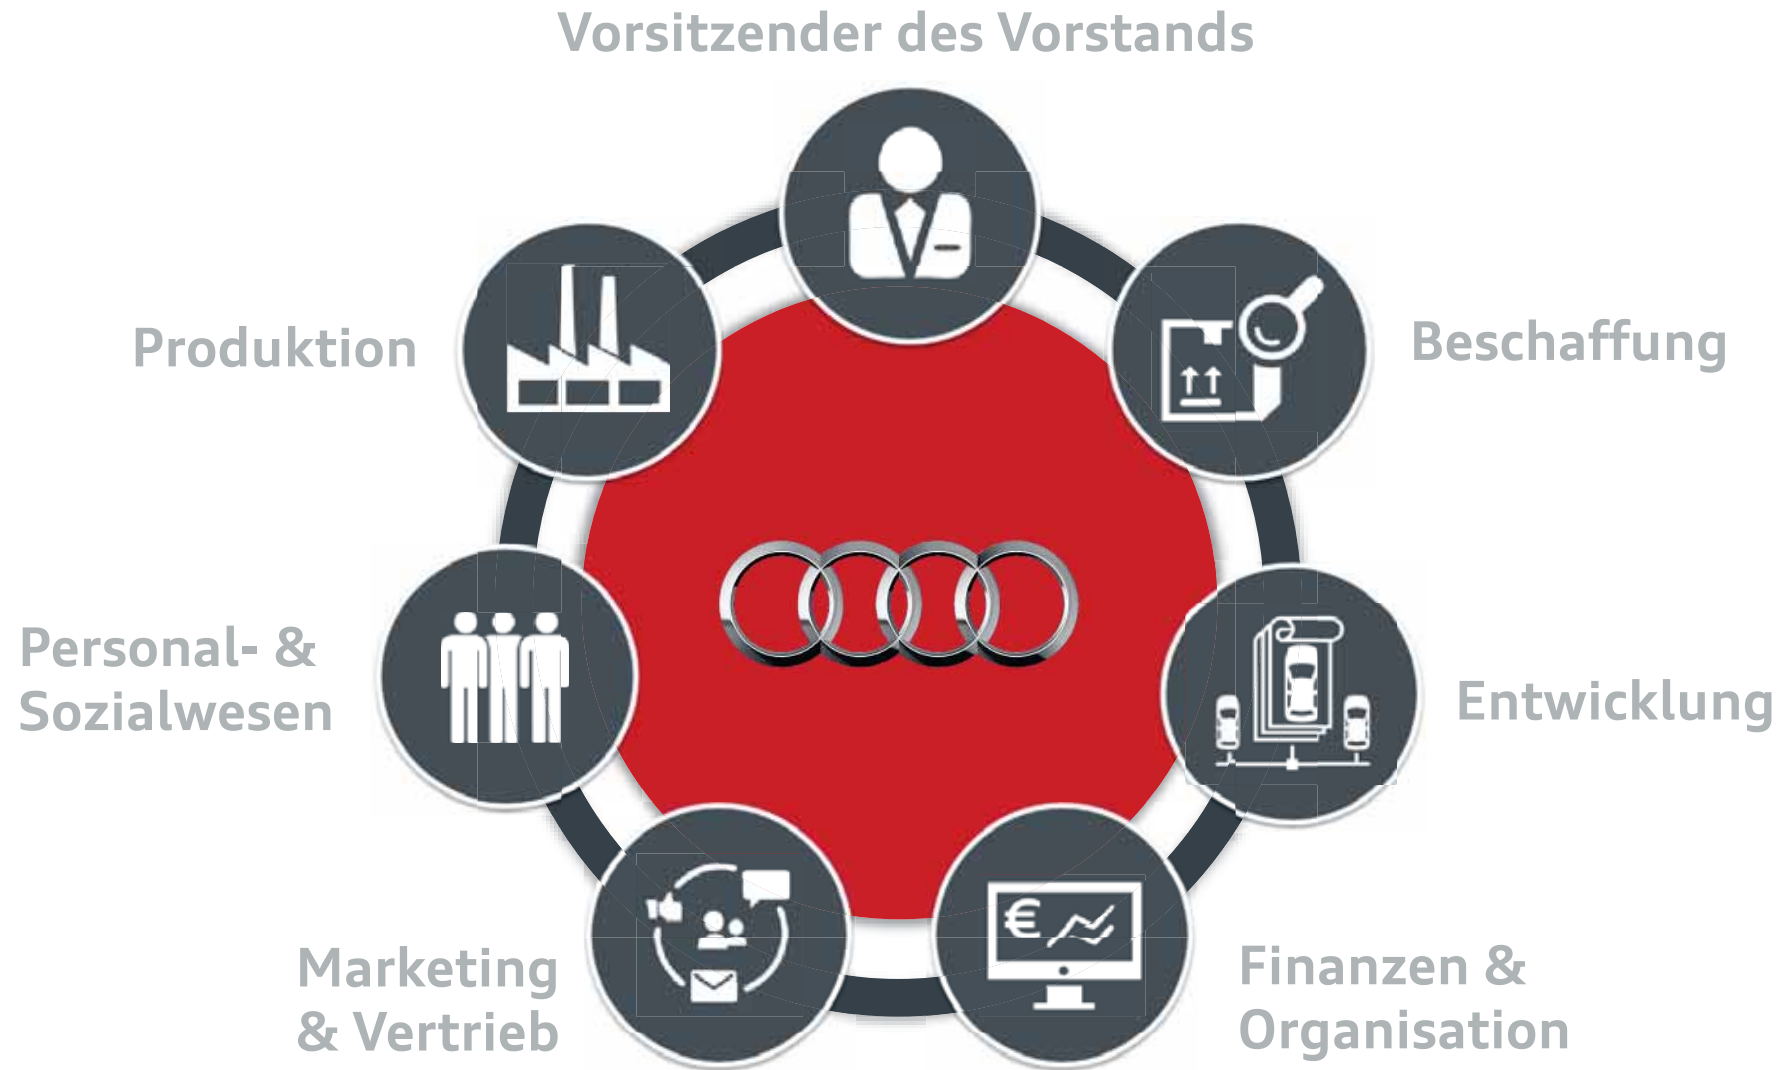 Vorsitzender des Vorstands
Produktion
Beschaffung
Personal- &
Sozialwesen
Entwicklung
Marketing
& Vertrieb
€
Finanzen &
Organisation